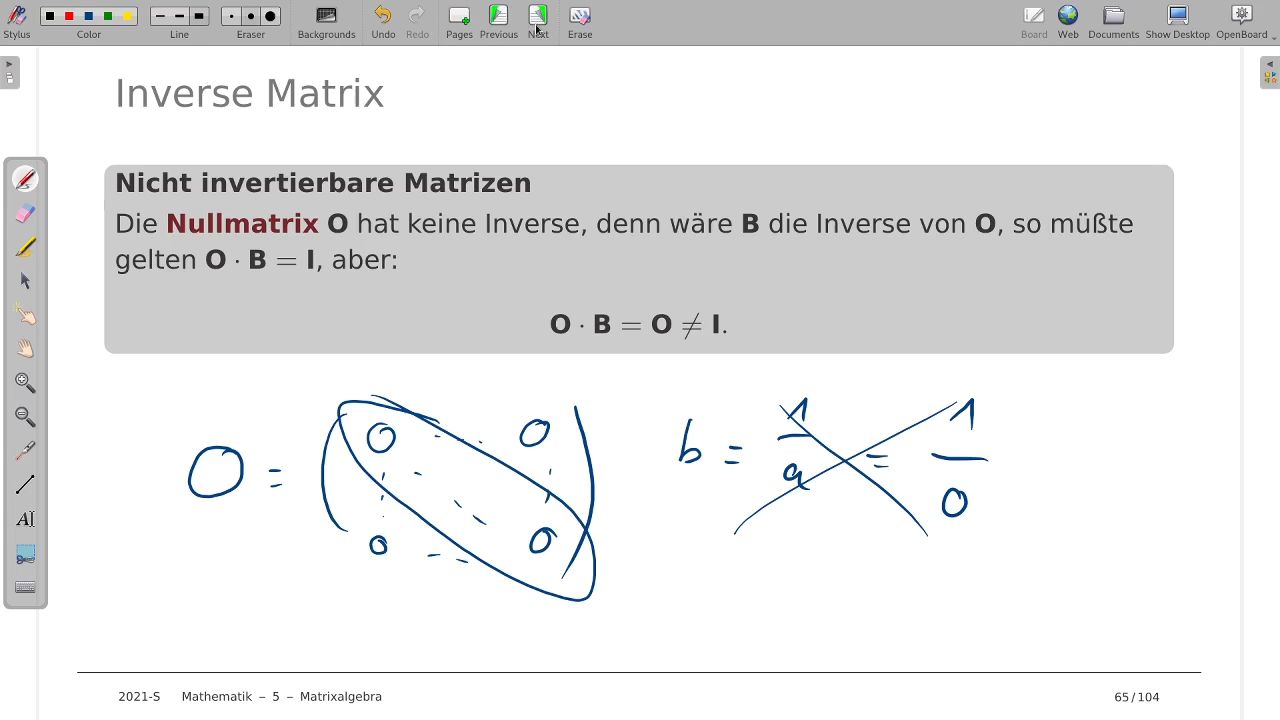 Stylus Color Line Eraser Backgrounds Undo Redo Pages Previous Next Erase Board Web Documents Show Desktop OpenBoard
Inverse Matrix
Nicht invertierbare Matrizen
Die Nullmatrix O hat keine Inverse, denn wäre B die Inverse von O, so müßte
gelten O · B = I, aber:
O · B = O ≠ I.
O = ( 0 - · . 0
0 - - 0 )
b = 1/a = 1/0
AI
2021-S Mathematik – 5 – Matrixalgebra 65/104